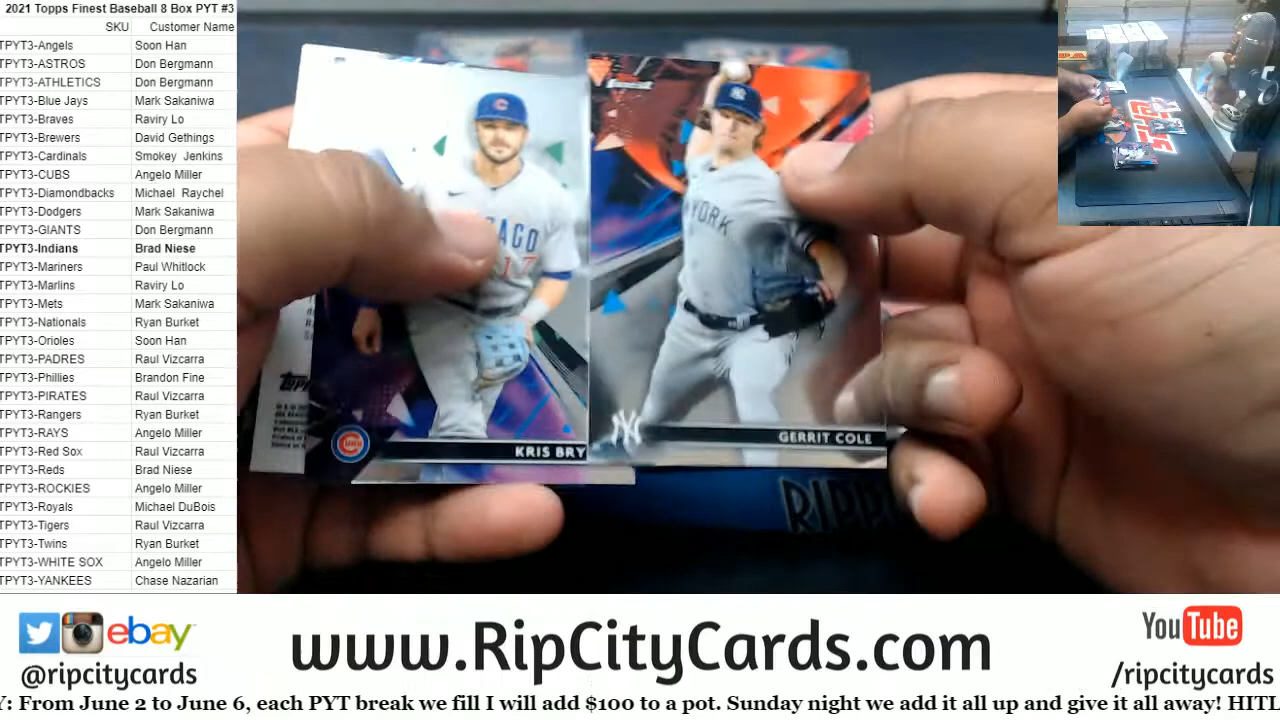 2021 Topps Finest Baseball 8 Box PYT #3
SKU Customer Name
TPYT3-Angels Soon Han
TPYT3-ASTROS Don Bergmann
TPYT3-ATHLETICS Don Bergmann
TPYT3-Blue Jays Mark Sakaniwa
TPYT3-Braves Raviry Lo
TPYT3-Brewers David Gethings
TPYT3-Cardinals Smokey Jenkins
TPYT3-CUBS Angelo Miller
TPYT3-Diamondbacks Michael Raychel
TPYT3-Dodgers Mark Sakaniwa
TPYT3-GIANTS Don Bergmann
TPYT3-Indians Brad Niese
TPYT3-Mariners Paul Whitlock
TPYT3-Marlins Raviry Lo
TPYT3-Mets Mark Sakaniwa
TPYT3-Nationals Ryan Burket
TPYT3-Orioles Soon Han
TPYT3-PADRES Raul Vizcarra
TPYT3-Phillies Brandon Fine
TPYT3-PIRATES Raul Vizcarra
TPYT3-Rangers Ryan Burket
TPYT3-RAYS Angelo Miller
TPYT3-Red Sox Raul Vizcarra
TPYT3-Reds Brad Niese
TPYT3-ROCKIES Angelo Miller
TPYT3-Royals Michael DuBois
TPYT3-Tigers Raul Vizcarra
TPYT3-Twins Ryan Burket
TPYT3-WHITE SOX Angelo Miller
TPYT3-YANKEES Chase Nazarian
CAGO
17
KRIS BRY
YORK
NY
GERRIT COLE
RIPP
ebay
@ripcitycards
www.RipCityCards.com
YouTube
/ripcitycards
Y: From June 2 to June 6, each PYT break we fill I will add $100 to a pot. Sunday night we add it all up and give it all away! HITL